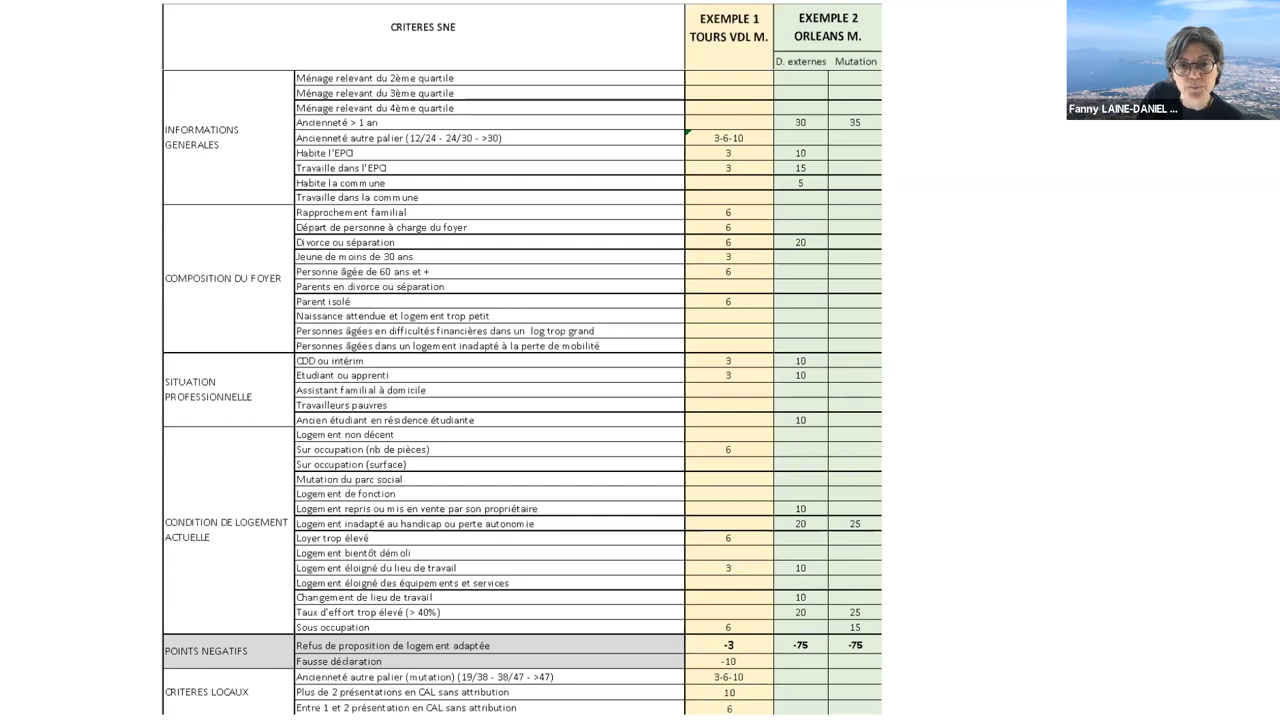 CRITERES SNE
EXEMPLE 1
TOURS VDL M.
EXEMPLE 2
ORLEANS M.
D. externes Mutation
INFORMATIONS
GENERALES
Ménage relevant du 2ème quartile
Ménage relevant du 3ème quartile
Ménage relevant du 4ème quartile
Ancienneté > 1 an 30 35
Ancienneté autre palier (12/24 - 24/30 - >30) 3-6-10
Habite l'EPCI 3 10
Travaille dans l'EPCI 3 15
Habite la commune 5
Travaille dans la commune
COMPOSITION DU FOYER
Rapprochement familial 6
Départ de personne à charge du foyer 6
Divorce ou séparation 6 20
Jeune de moins de 30 ans 3
Personne âgée de 60 ans et + 6
Parents en divorce ou séparation
Parent isolé 6
Naissance attendue et logement trop petit
Personnes âgées en difficultés financières dans un log trop grand
Personnes âgées dans un logement inadapté à la perte de mobilité
SITUATION
PROFESSIONNELLE
CDD ou intérim 3 10
Etudiant ou apprenti 3 10
Assistant familial à domicile
Travailleurs pauvres
Ancien étudiant en résidence étudiante 10
CONDITION DE LOGEMENT
ACTUELLE
Logement non décent
Sur occupation (nb de pièces) 6
Sur occupation (surface)
Mutation du parc social
Logement de fonction
Logement repris ou mis en vente par son propriétaire 10
Logement inadapté au handicap ou perte autonomie 20 25
Loyer trop élevé 6
Logement bientôt démoli
Logement éloigné du lieu de travail 3 10
Logement éloigné des équipements et services
Changement de lieu de travail 10
Taux d'effort trop élevé (> 40%) 20 25
Sous occupation 6 15
POINTS NEGATIFS
Refus de proposition de logement adaptée -3 -75 -75
Fausse déclaration -10
CRITERES LOCAUX
Ancienneté autre palier (mutation) (19/38 - 38/47 - >47) 3-6-10
Plus de 2 présentations en CAL sans attribution 10
Entre 1 et 2 présentation en CAL sans attribution 6
Fanny LAINE-DANIEL ...